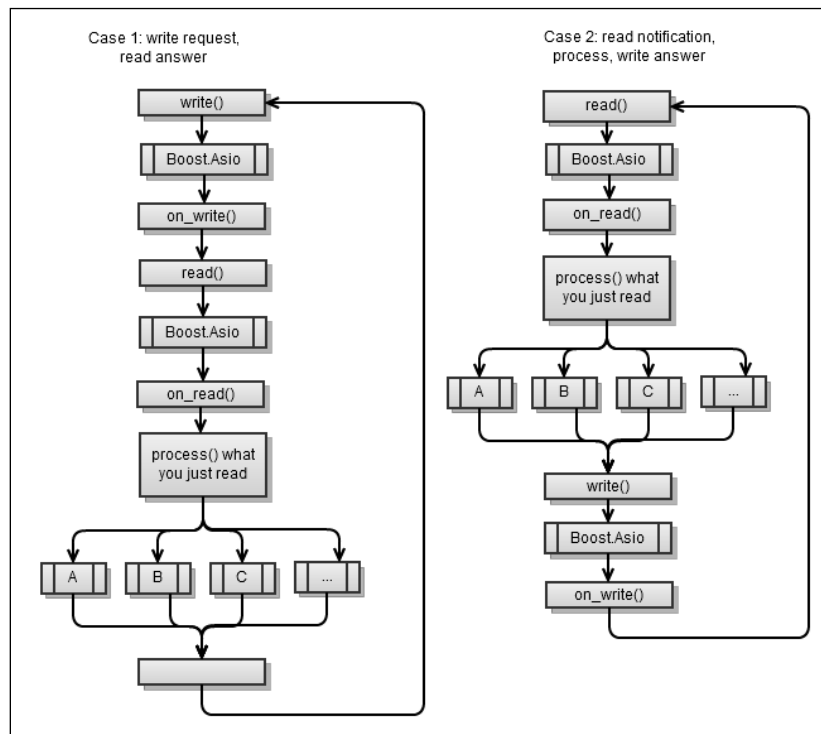 Case 1: write request,
read answer
write()
Boost.Asio
on_write()
read()
Boost.Asio
on_read()
process() what
you just read
A
B
C
...
Case 2: read notification,
process, write answer
read()
Boost.Asio
on_read()
process() what
you just read
A
B
C
...
write()
Boost.Asio
on_write()